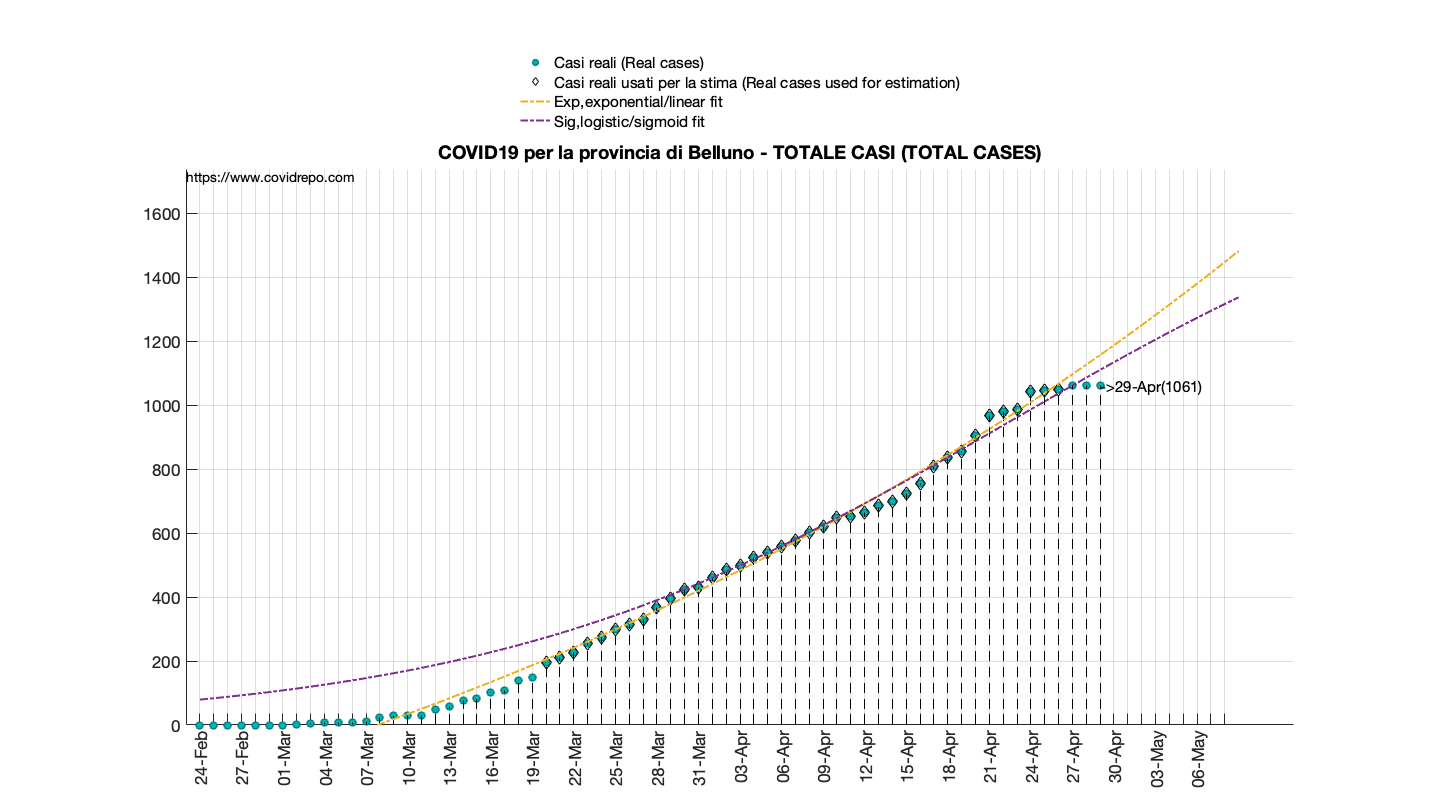 Casi reali (Real cases)
Casi reali usati per la stima (Real cases used for estimation)
Exp,exponential/linear fit
Sig,logistic/sigmoid fit
COVID19 per la provincia di Belluno - TOTALE CASI (TOTAL CASES)
https://www.covidrepo.com
1600
1400
1200
1000
800
600
400
200
0
->29-Apr(1061)
24-Feb
27-Feb
01-Mar
04-Mar
07-Mar
10-Mar
13-Mar
16-Mar
19-Mar
22-Mar
25-Mar
28-Mar
31-Mar
03-Apr
06-Apr
09-Apr
12-Apr
15-Apr
18-Apr
21-Apr
24-Apr
27-Apr
30-Apr
03-May
06-May